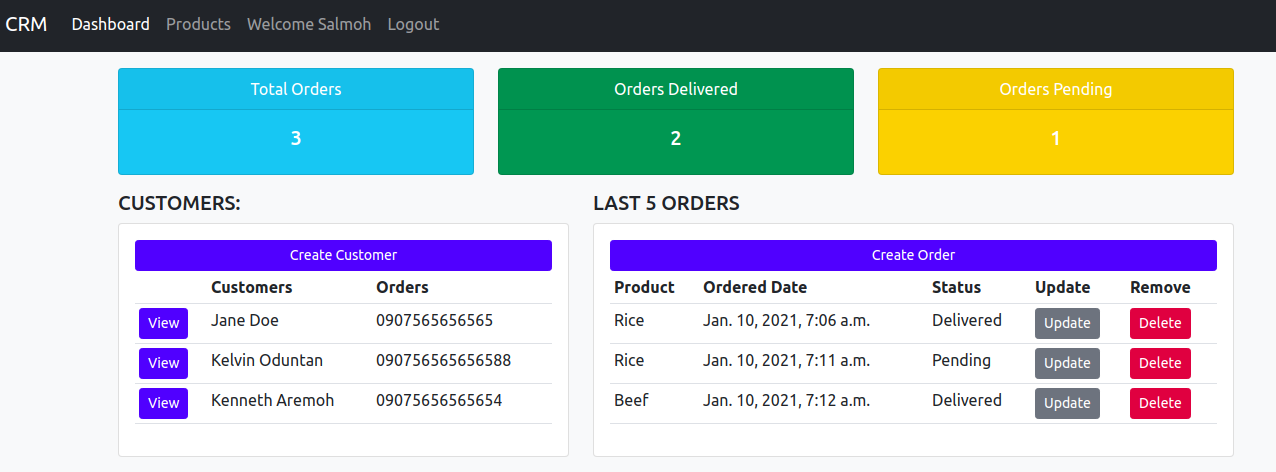 CRM Dashboard Products Welcome Salmoh Logout
Total Orders
3
Orders Delivered
2
Orders Pending
1
CUSTOMERS:
Create Customer
Customers Orders
View Jane Doe 0907565656565
View Kelvin Oduntan 090756565656588
View Kenneth Aremoh 09075656565654
LAST 5 ORDERS
Create Order
Product Ordered Date Status Update Remove
Rice Jan. 10, 2021, 7:06 a.m. Delivered Update Delete
Rice Jan. 10, 2021, 7:11 a.m. Pending Update Delete
Beef Jan. 10, 2021, 7:12 a.m. Delivered Update Delete